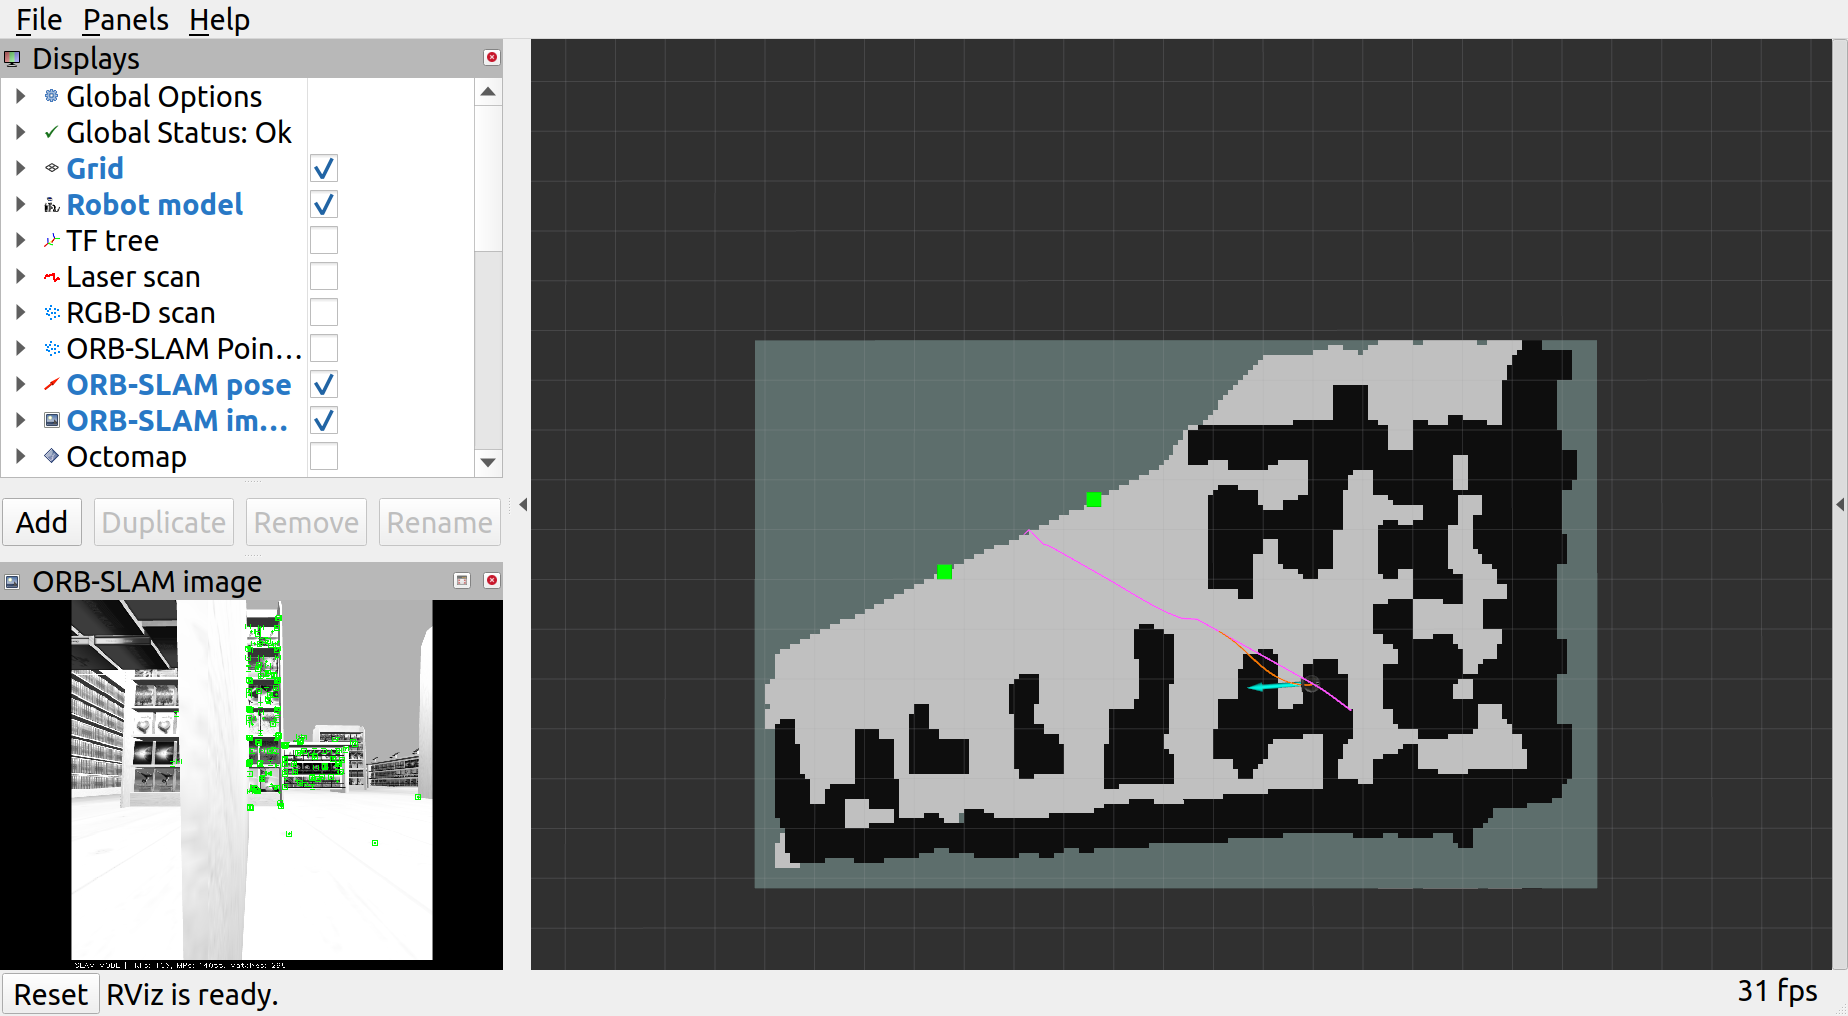 File Panels Help
Displays
Global Options
Global Status: Ok
Grid
Robot model
TF tree
Laser scan
RGB-D scan
ORB-SLAM Poin...
ORB-SLAM pose
ORB-SLAM im...
Octomap
Add Duplicate Remove Rename
ORB-SLAM image
SLAM MODE |
Reset RViz is ready.
31 fps